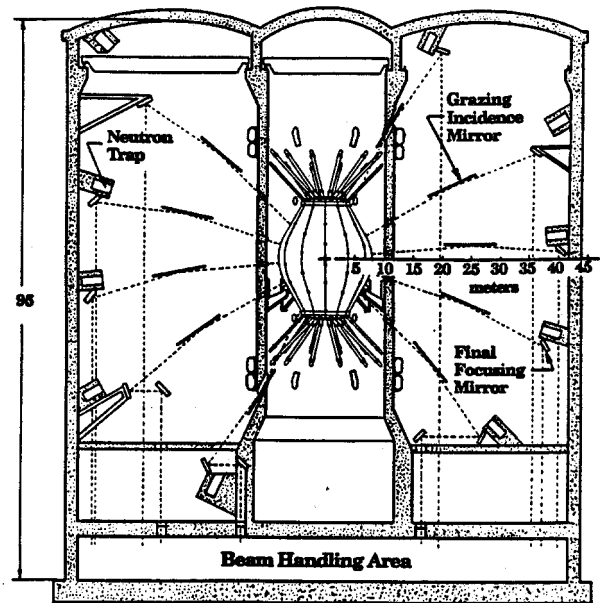 Grazing
Incidence
Mirror
Neutron
Trap
5 10 15 20 25 30 35 40 45
meters
95
Final
Focusing
Mirror
Beam Handling Area